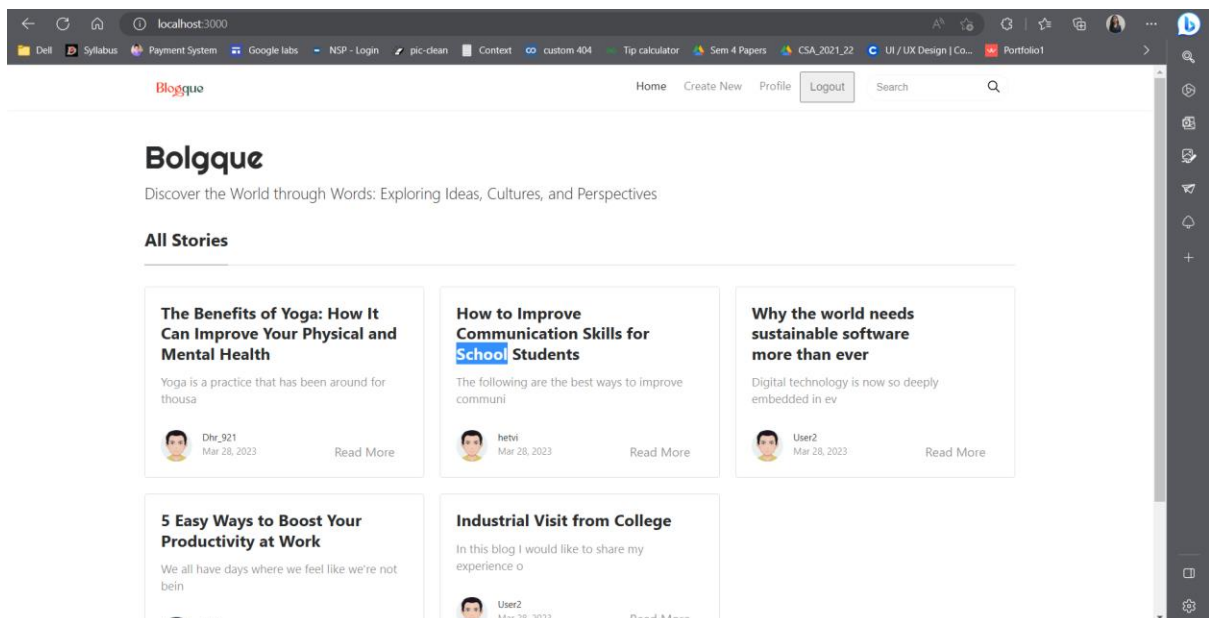 localhost:3000
Dell Syllabus Payment System Google labs NSP - Login pic-clean Context custom 404 Tip calculator Sem 4 Papers CSA_2021_22 UI / UX Design | Co... Portfolio1
Bloggue Home Create New Profile Logout Search
Bolgque
Discover the World through Words: Exploring Ideas, Cultures, and Perspectives
All Stories
The Benefits of Yoga: How It
Can Improve Your Physical and
Mental Health
Yoga is a practice that has been around for
thousa
Dhr_921
Mar 28, 2023
Read More
How to Improve
Communication Skills for
School Students
The following are the best ways to improve
communi
hetvi
Mar 28, 2023
Read More
Why the world needs
sustainable software
more than ever
Digital technology is now so deeply
embedded in ev
User2
Mar 28, 2023
Read More
5 Easy Ways to Boost Your
Productivity at Work
We all have days where we feel like we're not
bein
Industrial Visit from College
In this blog I would like to share my
experience o
User2
Mar 28, 2023
Read More